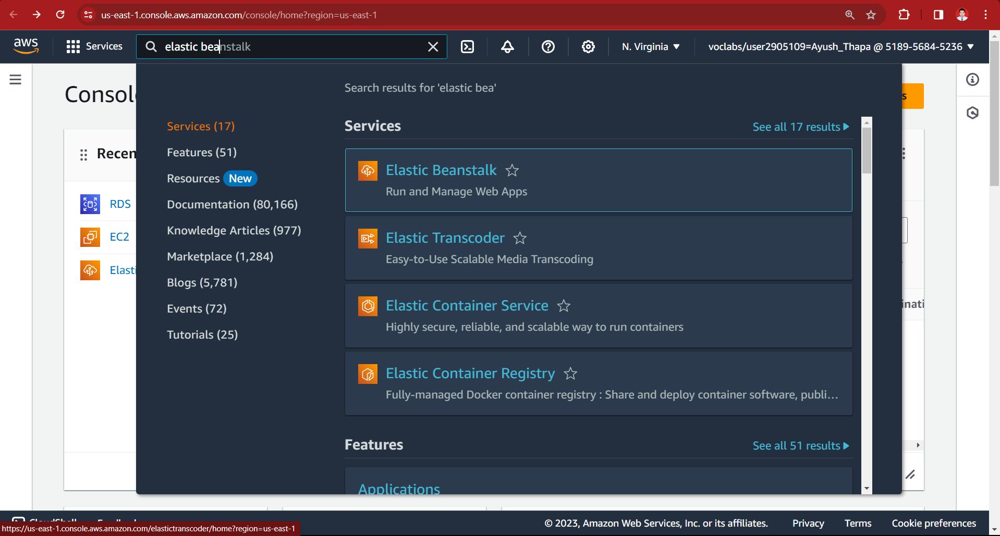 us-east-1.console.aws.amazon.com/console/home?region=us-east-1
aws
Services
elastic beanstalk
N. Virginia
voclabs/user2905109=Ayush_Thapa @ 5189-5684-5236
Consol
s
Search results for 'elastic bea'
Services (17)
Features (51)
Resources New
Documentation (80,166)
Knowledge Articles (977)
Marketplace (1,284)
Blogs (5,781)
Events (72)
Tutorials (25)
Services
See all 17 results
Elastic Beanstalk
Run and Manage Web Apps
Elastic Transcoder
Easy-to-Use Scalable Media Transcoding
Elastic Container Service
Highly secure, reliable, and scalable way to run containers
Elastic Container Registry
Fully-managed Docker container registry : Share and deploy container software, publi...
Features
See all 51 results
Applications
Recen
RDS
EC2
Elasti
inati
CloudShell
Feedback
© 2023, Amazon Web Services, Inc. or its affiliates.
Privacy
Terms
Cookie preferences
https://us-east-1.console.aws.amazon.com/elastictranscoder/home?region=us-east-1